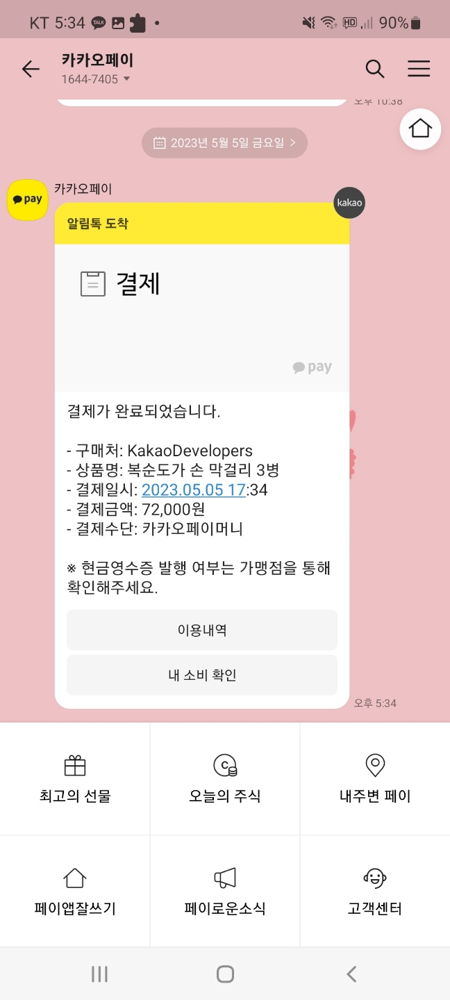 KT 5:34 TALK HD 90%
카카오페이
1644-7405
오후 10:38
2023년 5월 5일 금요일
pay
카카오페이
kakao
알림톡 도착
결제
pay
결제가 완료되었습니다.
- 구매처: KakaoDevelopers
- 상품명: 복순도가 손 막걸리 3병
- 결제일시: 2023.05.05 17:34
- 결제금액: 72,000원
- 결제수단: 카카오페이머니
※ 현금영수증 발행 여부는 가맹점을 통해
확인해주세요.
이용내역
내 소비 확인
오후 5:34
최고의 선물
오늘의 주식
내주변 페이
페이앱잘쓰기
페이로운소식
고객센터